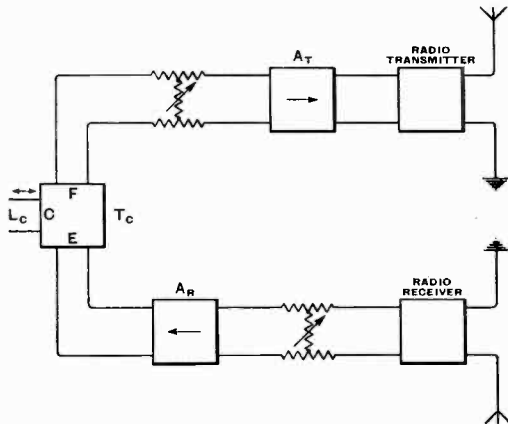 A_T
RADIO
TRANSMITTER
F
L_C C T_C
E
A_R
RADIO
RECEIVER